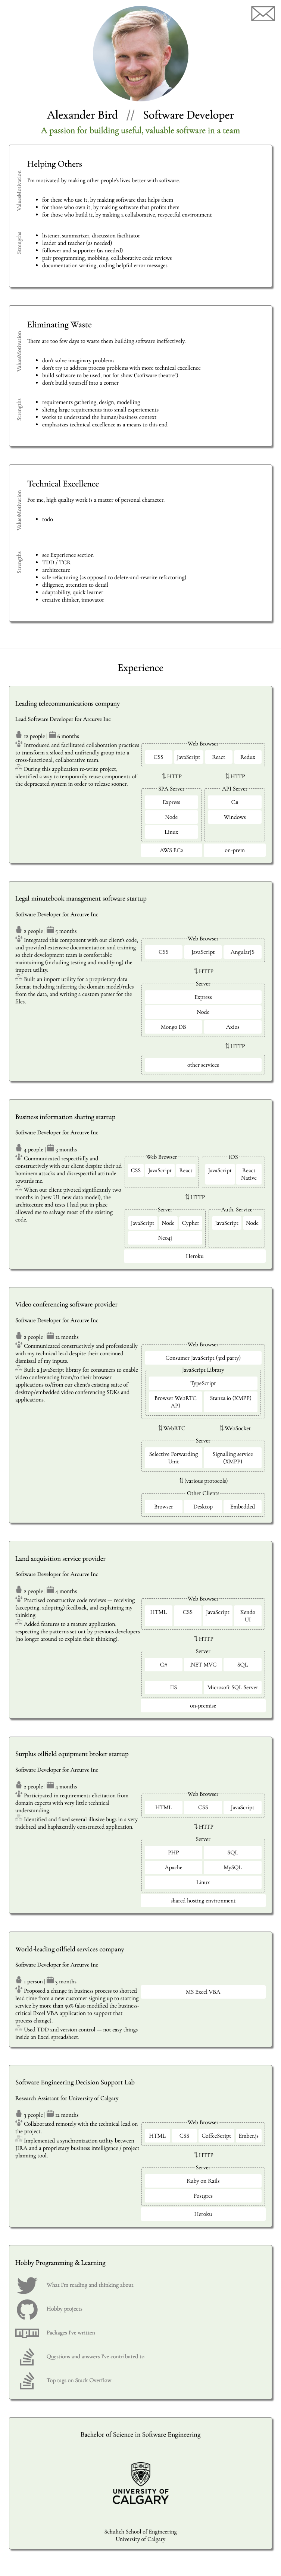 Alexander Bird // Software Developer
A passion for building useful, valuable software in a team
Helping Others
Motivation
I'm motivated by making other people's lives better with software.
Values
for those who use it, by making software that helps them
for those who own it, by making software that profits them
for those who build it, by making a collaborative, respectful environment
Strengths
listener, summarizer, discussion facilitator
leader and teacher (as needed)
follower and supporter (as needed)
pair programming, mobbing, collaborative code reviews
documentation writing, coding helpful error messages
Eliminating Waste
Motivation
There are too few days to waste them building software ineffectively.
Values
don't solve imaginary problems
don't try to address process problems with more technical excellence
build software to be used, not for show ("software theatre")
don't build yourself into a corner
Strengths
requirements gathering, design, modelling
slicing large requirements into small experiements
works to understand the human/business context
emphasizes technical excellence as a means to this end
Technical Excellence
Motivation
For me, high quality work is a matter of personal character.
Values
todo
Strengths
see Experience section
TDD / TCR
architecture
safe refactoring (as opposed to delete-and-rewrite refactoring)
diligence, attention to detail
adaptability, quick learner
creative thinker, innovator
Experience
Leading telecommunications company
Lead Software Developer for Arcurve Inc
12 people | 6 months
Introduced and facilitated collaboration practices
to transform a siloed and unfriendly group into a
cross-functional, collaborative team.
During this application re-write project,
identified a way to temporarily reuse components of
the depracated system in order to release sooner.
Web Browser
CSS JavaScript React Redux
⇅ HTTP ⇅ HTTP
SPA Server API Server
Express C#
Node Windows
Linux
AWS EC2 on-prem
Legal minutebook management software startup
Software Developer for Arcurve Inc
2 people | 5 months
Integrated this component with our client's code,
and provided extensive documentation and training
so their development team is comfortable
maintaining (including testing and modifying) the
import utility.
Built an import utility for a proprietary data
format including inferring the domain model/rules
from the data, and writing a custom parser for the
files.
Web Browser
CSS JavaScript AngularJS
⇅ HTTP
Server
Express
Node
Mongo DB Axios
⇅ HTTP
other services
Business information sharing startup
Software Developer for Arcurve Inc
4 people | 3 months
Communicated respectfully and
constructively with our client despite their ad
hominem attacks and disrespectful attitude
towards me.
When our client pivoted significantly two
months in (new UI, new data model), the
architecture and tests I had put in place
allowed me to salvage most of the existing
code.
Web Browser iOS
CSS JavaScript React JavaScript React
Native
⇅ HTTP
Server Auth. Service
JavaScript Node Cypher JavaScript Node
Neo4j
Heroku
Video conferencing software provider
Software Developer for Arcurve Inc
2 people | 12 months
Communicated constructively and professionally
with my technical lead despite their continued
dismissal of my inputs.
Built a JavaScript library for consumers to enable
video conferencing from/to their browser
applications to/from our client's existing suite of
desktop/embedded video conferencing SDKs and
applications.
Web Browser
Consumer JavaScript (3rd party)
JavaScript Library
TypeScript
Browser WebRTC Stanza.io (XMPP)
API
⇅ WebRTC ⇅ WebSocket
Server
Selective Forwarding Signalling service
Unit (XMPP)
⇅ (various protocols)
Other Clients
Browser Desktop Embedded
Land acquisition service provider
Software Developer for Arcurve Inc
2 people | 4 months
Practised constructive code reviews — receiving
(accepting, adopting) feedback, and explaining my
thinking.
Added features to a mature application,
respecting the patterns set out by previous developers
(no longer around to explain their thinking).
Web Browser
HTML CSS JavaScript Kendo
UI
⇅ HTTP
Server
C# .NET MVC SQL
IIS Microsoft SQL Server
on-premise
Surplus oilfield equipment broker startup
Software Developer for Arcurve Inc
2 people | 4 months
Participated in requirements elicitation from
domain experts with very little technical
understanding.
Identified and fixed several illusive bugs in a very
indebted and haphazardly constructed application.
Web Browser
HTML CSS JavaScript
⇅ HTTP
Server
PHP SQL
Apache MySQL
Linux
shared hosting environment
World-leading oilfield services company
Software Developer for Arcurve Inc
1 person | 3 months
Proposed a change in business process to shorted
lead time from a new customer signing up to starting
service by more than 90% (also modified the business-
critical Excel VBA application to support that
process change).
Used TDD and version control — not easy things
inside an Excel spreadsheet.
MS Excel VBA
Software Engineering Decision Support Lab
Research Assistant for University of Calgary
3 people | 12 months
Collaborated remotely with the technical lead on
the project.
Implemented a synchronization utility between
JIRA and a proprietary business intelligence / project
planning tool.
Web Browser
HTML CSS CoffeeScript Ember.js
⇅ HTTP
Server
Ruby on Rails
Postgres
Heroku
Hobby Programming & Learning
What I'm reading and thinking about
Hobby projects
npm Packages I've written
Questions and answers I've contributed to
Top tags on Stack Overflow
Bachelor of Science in Software Engineering
UNIVERSITY OF
CALGARY
Schulich School of Engineering
University of Calgary